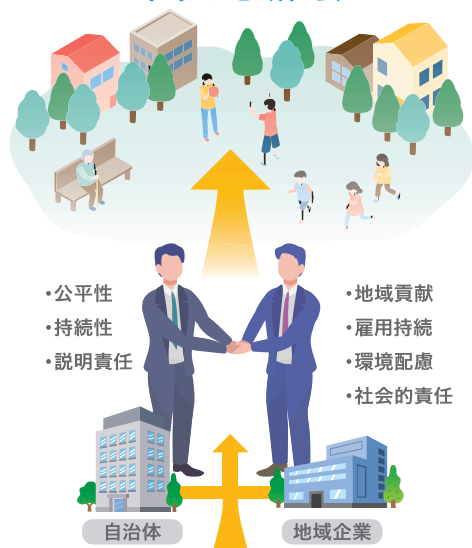 ・公平性
・持続性
・説明責任
・地域貢献
・雇用持続
・環境配慮
・社会的責任
自治体
地域企業